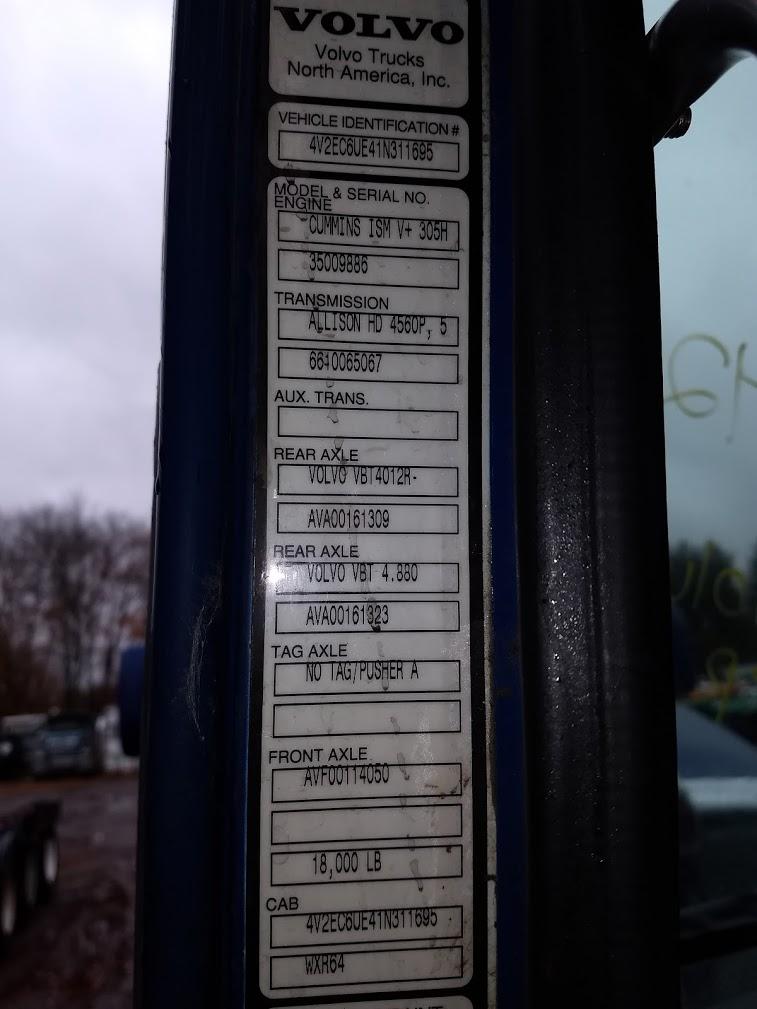 VOLVO
Volvo Trucks
North America, Inc.
VEHICLE IDENTIFICATION #
4V2EC6UE41N311695
MODEL & SERIAL NO.
ENGINE
CUMMINS ISM V+ 305H
35009886
TRANSMISSION
ALLISON HD 4560P, 5
6610065067
AUX. TRANS.
REAR AXLE
VOLVO VBT4012R-
AVA00161309
REAR AXLE
VOLVO VBT 4.880
AVA00161323
TAG AXLE
NO TAG/PUSHER A
FRONT AXLE
AVF00114050
18,000 LB
CAB
4V2EC6UE41N311695
WXR64